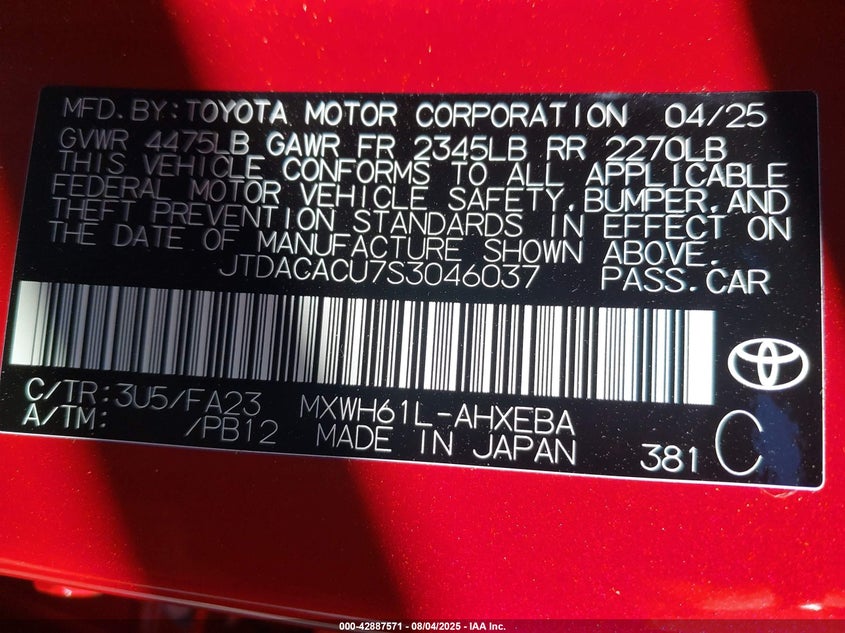 MFD. BY: TOYOTA MOTOR CORPORATION 04/25
GVWR 4475LB GAWR FR 2345LB RR 2270LB
THIS VEHICLE CONFORMS TO ALL APPLICABLE
FEDERAL MOTOR VEHICLE SAFETY, BUMPER, AND
THEFT PREVENTION STANDARDS IN EFFECT ON
THE DATE OF MANUFACTURE SHOWN ABOVE.
JTDACACU7S3046037 PASS. CAR
C/TR: 3U5/FA23 MXWH61L-AHXEBA
A/TM: /PB12 MADE IN JAPAN 381 C
000-42887571 - 08/04/2025 - IAA Inc.